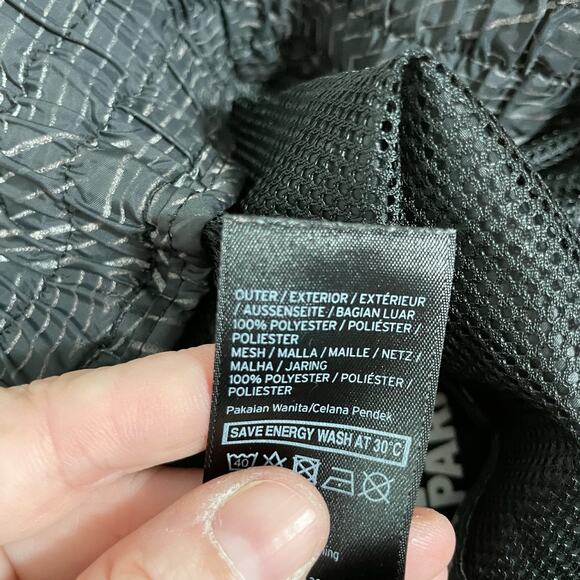 OUTER / EXTERIOR / EXTÉRIEUR
/ AUSSENSEITE / BAGIAN LUAR
100% POLYESTER / POLIÉSTER /
POLIESTER
MESH / MALLA / MAILLE / NETZ /
MALHA / JARING
100% POLYESTER / POLIÉSTER /
POLIESTER
Pakaian Wanita/Celana Pendek
SAVE ENERGY WASH AT 30°C
40
PARK